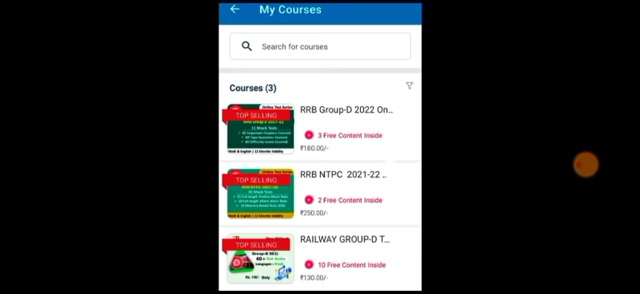 My Courses
Search for courses
Courses (3)
TOP SELLING
RRB Group-D 2022 On...
3 Free Content Inside
₹180.00/-
TOP SELLING
RRB NTPC 2021-22 ..
2 Free Content Inside
₹250.00/-
TOP SELLING
RAILWAY GROUP-D T...
10 Free Content Inside
₹130.00/-